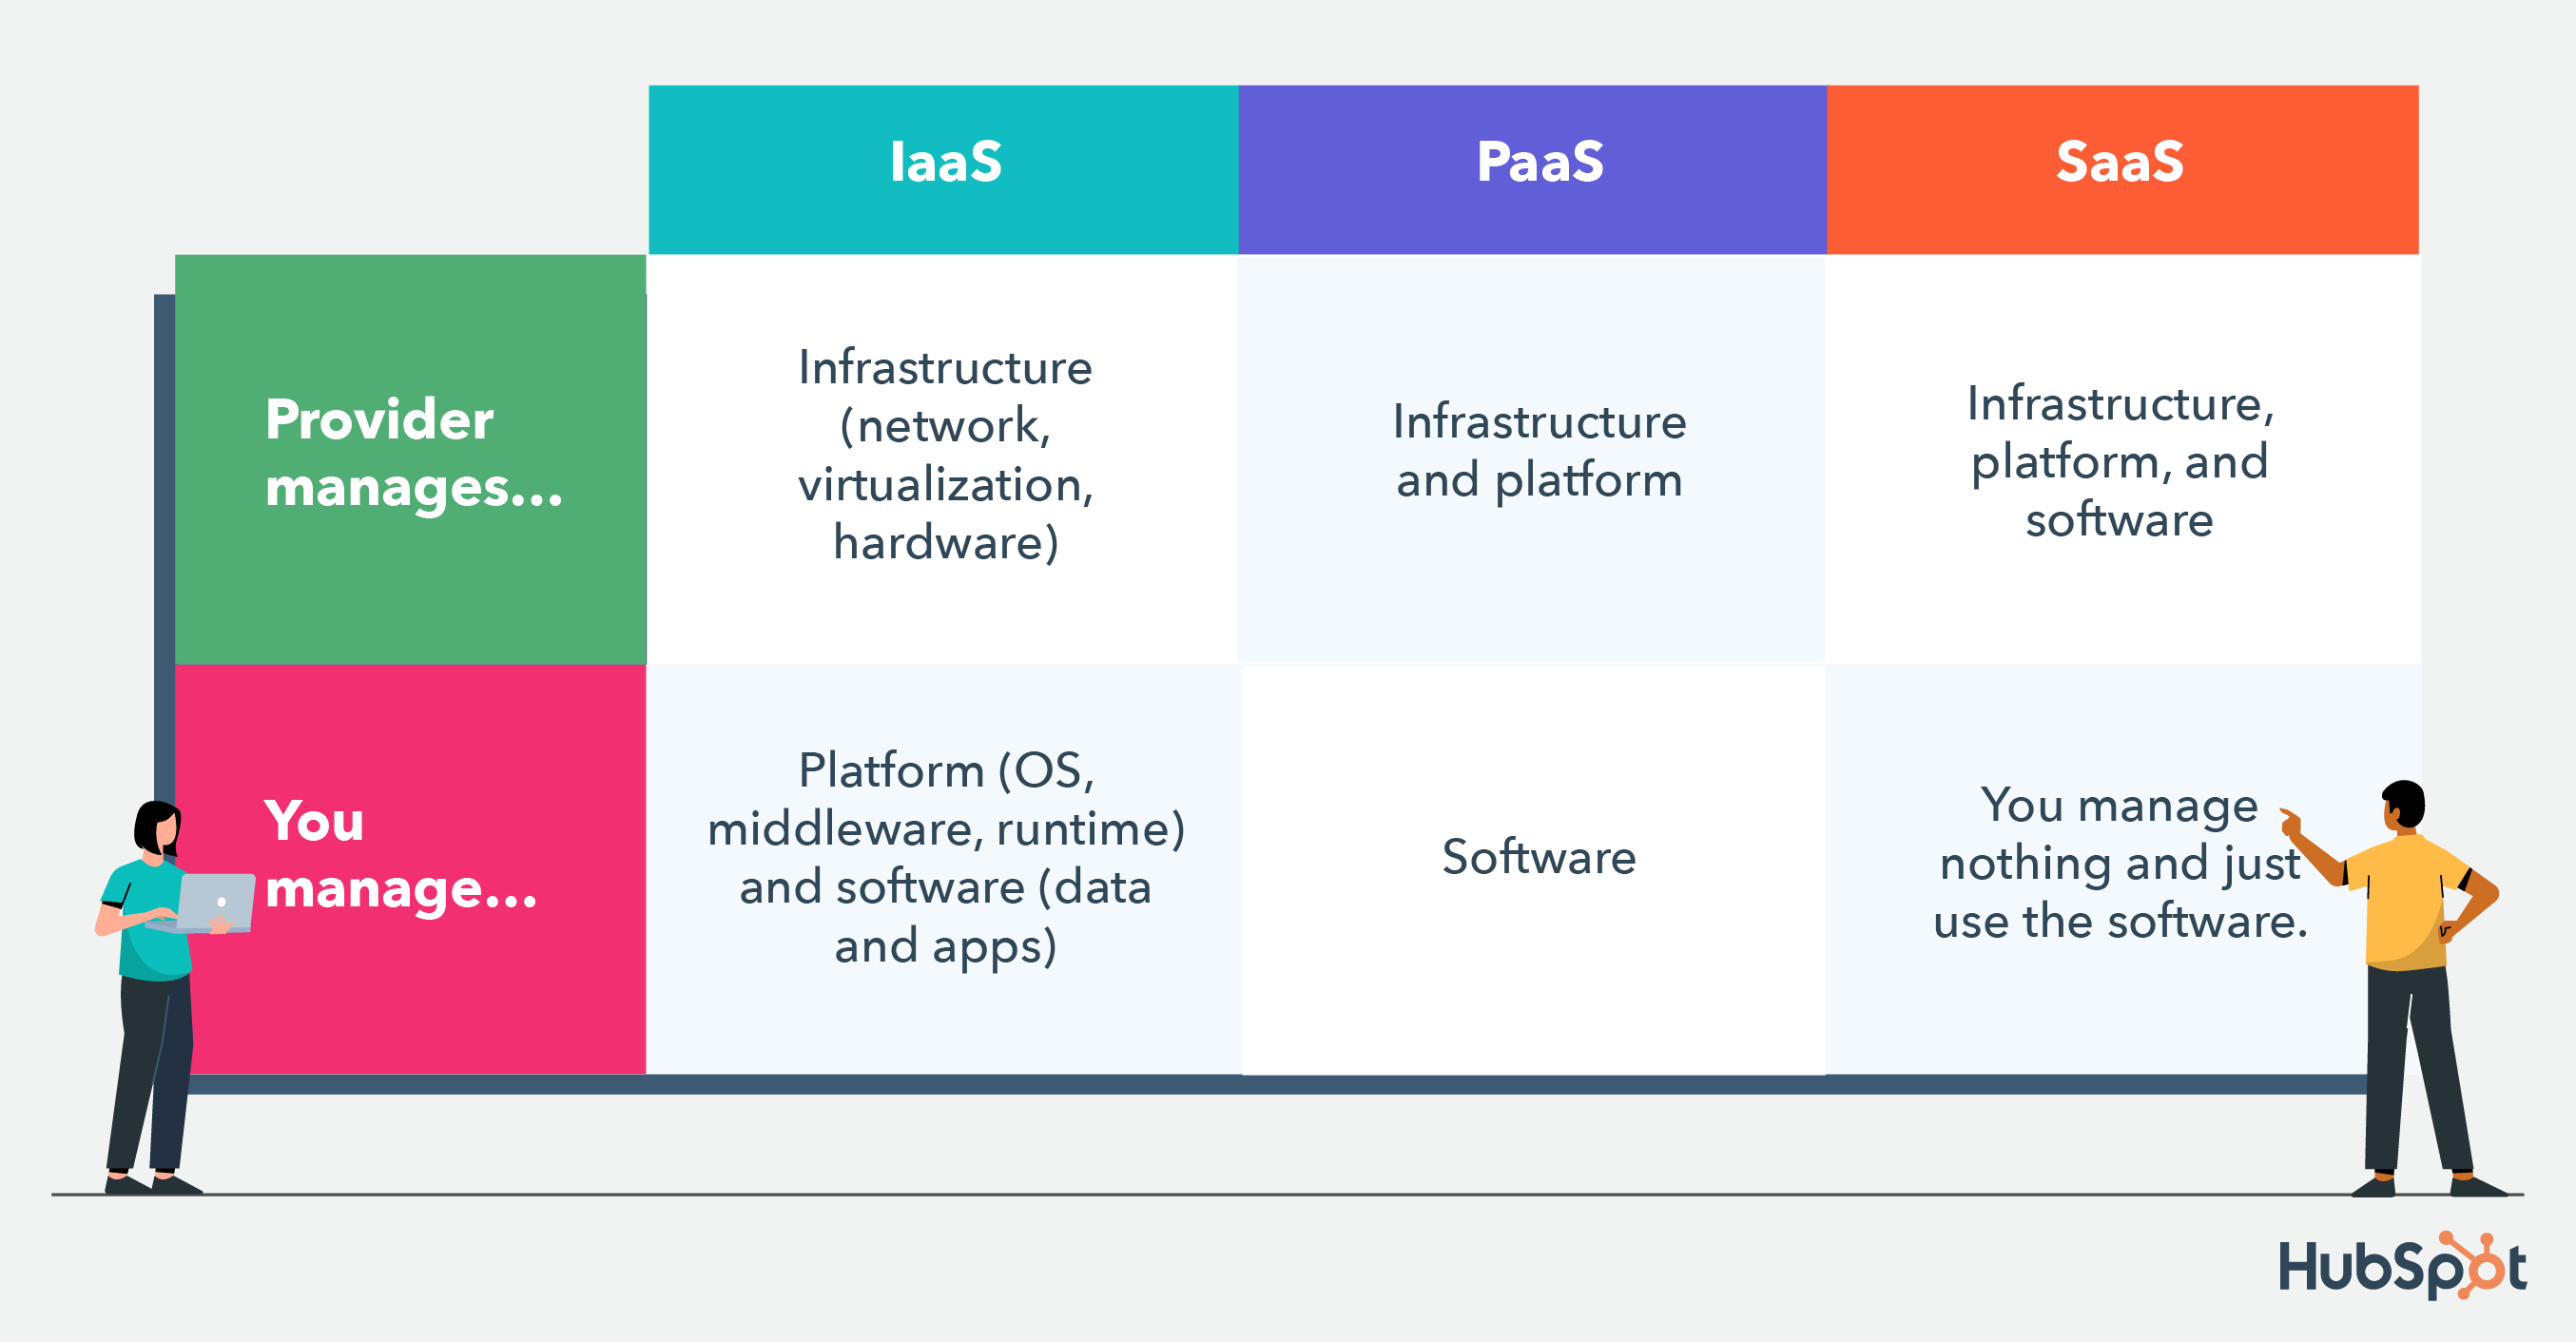 IaaS
PaaS
SaaS
Provider
manages...
Infrastructure
(network,
virtualization,
hardware)
Infrastructure
and platform
Infrastructure,
platform, and
software
You
manage...
Platform (OS,
middleware, runtime)
and software (data
and apps)
Software
You manage
nothing and just
use the software.
HubSpot